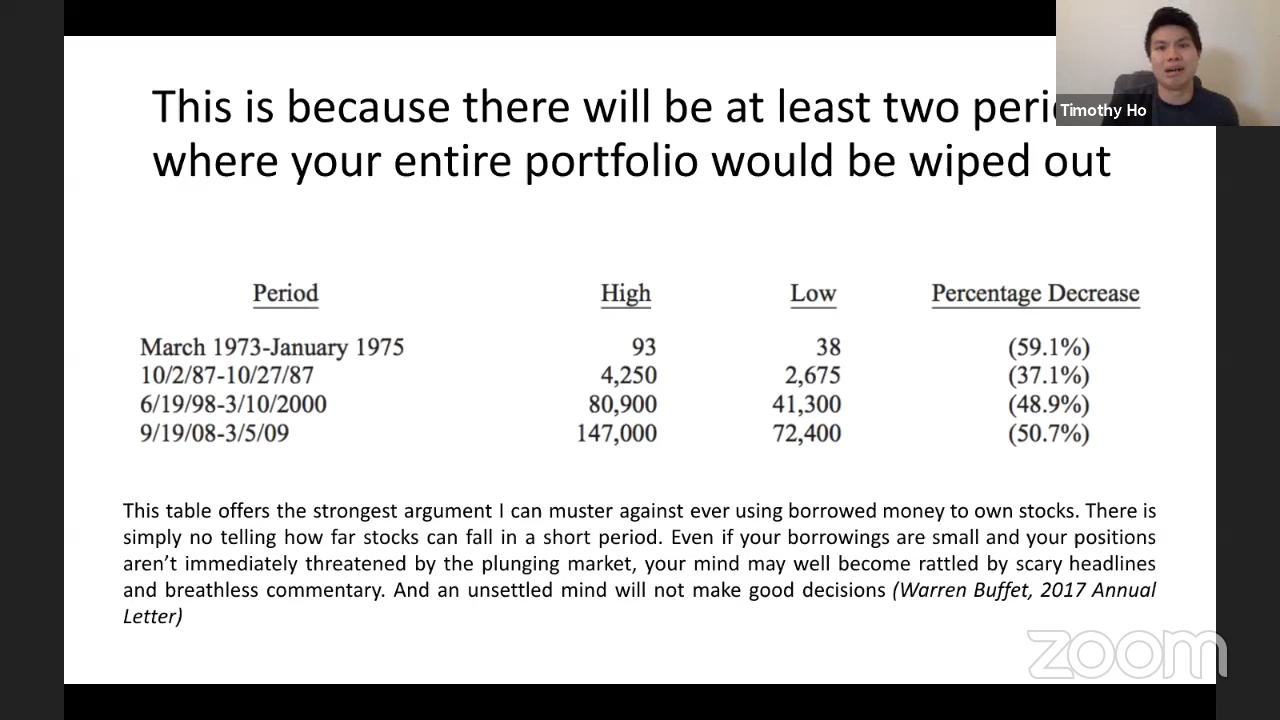 This is because there will be at least two
where your entire portfolio would be wiped out
Timothy Ho
Period High Low Percentage Decrease
March 1973-January 1975 93 38 (59.1%)
10/2/87-10/27/87 4,250 2,675 (37.1%)
6/19/98-3/10/2000 80,900 41,300 (48.9%)
9/19/08-3/5/09 147,000 72,400 (50.7%)
This table offers the strongest argument I can muster against ever using borrowed money to own stocks. There is
simply no telling how far stocks can fall in a short period. Even if your borrowings are small and your positions
aren’t immediately threatened by the plunging market, your mind may well become rattled by scary headlines
and breathless commentary. And an unsettled mind will not make good decisions (Warren Buffet, 2017 Annual
Letter)
zoom